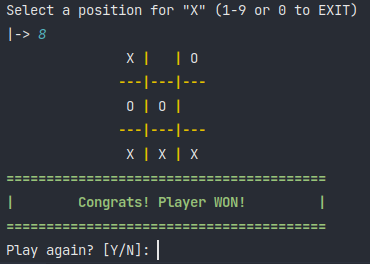 Select a position for "X" (1-9 or 0 to EXIT)
|-> 8
X |   | O
---|---|---
O | O |
---|---|---
X | X | X
========================================
|        Congrats! Player WON!         |
========================================
Play again? [Y/N]: